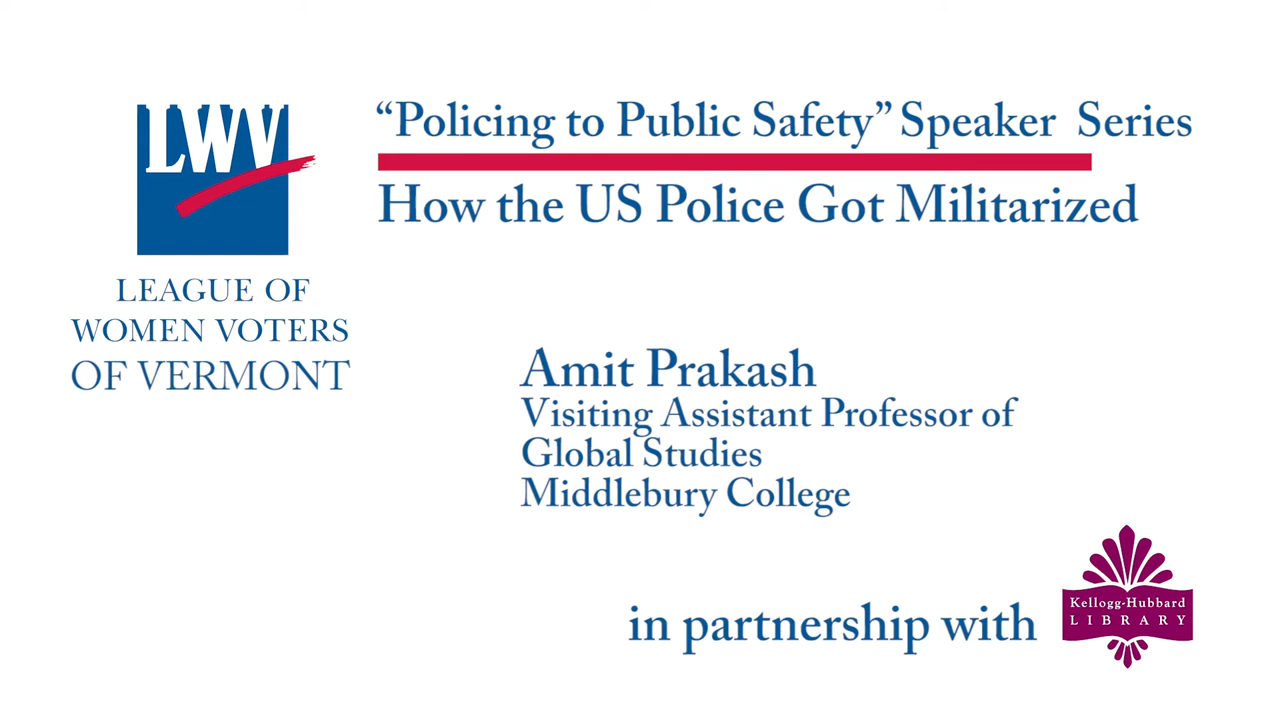 LWV
LEAGUE OF
WOMEN VOTERS
OF VERMONT
“Policing to Public Safety” Speaker Series
How the US Police Got Militarized
Amit Prakash
Visiting Assistant Professor of
Global Studies
Middlebury College
in partnership with
Kellogg-Hubbard
LIBRARY